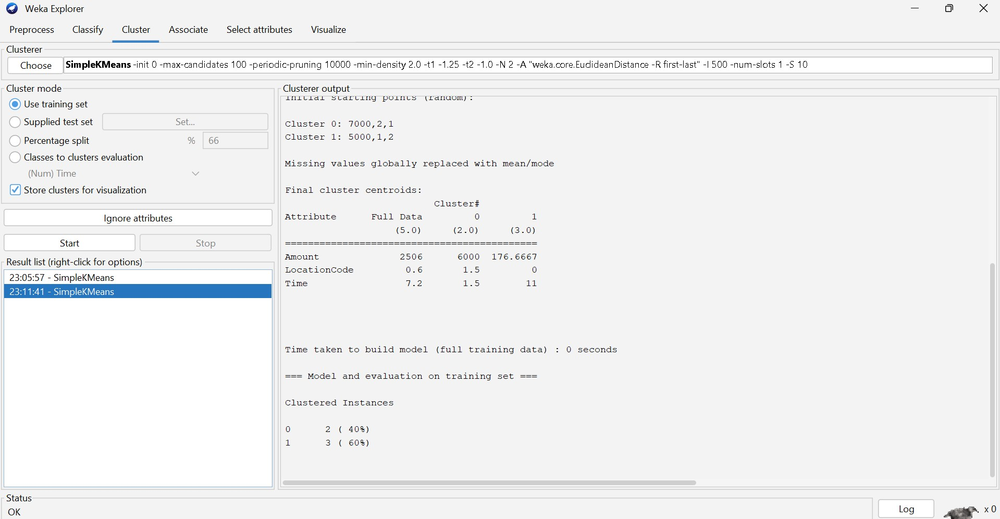 Weka Explorer
Preprocess Classify Cluster Associate Select attributes Visualize
Clusterer
Choose SimpleKMeans -init 0 -max-candidates 100 -periodic-pruning 10000 -min-density 2.0 -t1 -1.25 -t2 -1.0 -N 2 -A "weka.core.EuclideanDistance -R first-last" -I 500 -num-slots 1 -S 10
Cluster mode
Use training set
Supplied test set Set...
Percentage split % 66
Classes to clusters evaluation
(Num) Time
Store clusters for visualization
Ignore attributes
Start Stop
Result list (right-click for options)
23:05:57 - SimpleKMeans
23:11:41 - SimpleKMeans
Clusterer output
Initial starting points (random):
Cluster 0: 7000,2,1
Cluster 1: 5000,1,2
Missing values globally replaced with mean/mode
Final cluster centroids:
Cluster#
Attribute Full Data 0 1
(5.0) (2.0) (3.0)
============================================
Amount 2506 6000 176.6667
LocationCode 0.6 1.5 0
Time 7.2 1.5 11
Time taken to build model (full training data) : 0 seconds
=== Model and evaluation on training set ===
Clustered Instances
0 2 ( 40%)
1 3 ( 60%)
Status
OK
Log x 0